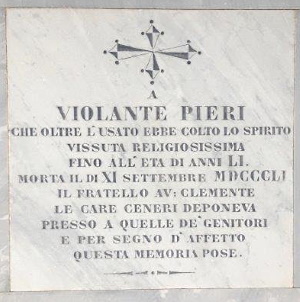 A
VIOLANTE PIERI
CHE OLTRE L'USATO EBBE COLTO LO SPIRITO
VISSUTA RELIGIOSISSIMA
FINO ALL'ETA DI ANNI LI.
MORTA IL DI XI SETTEMBRE MDCCCLI
IL FRATELLO AV: CLEMENTE
LE CARE CENERI DEPONEVA
PRESSO A QUELLE DE' GENITORI
E PER SEGNO D'AFFETTO
QUESTA MEMORIA POSE.